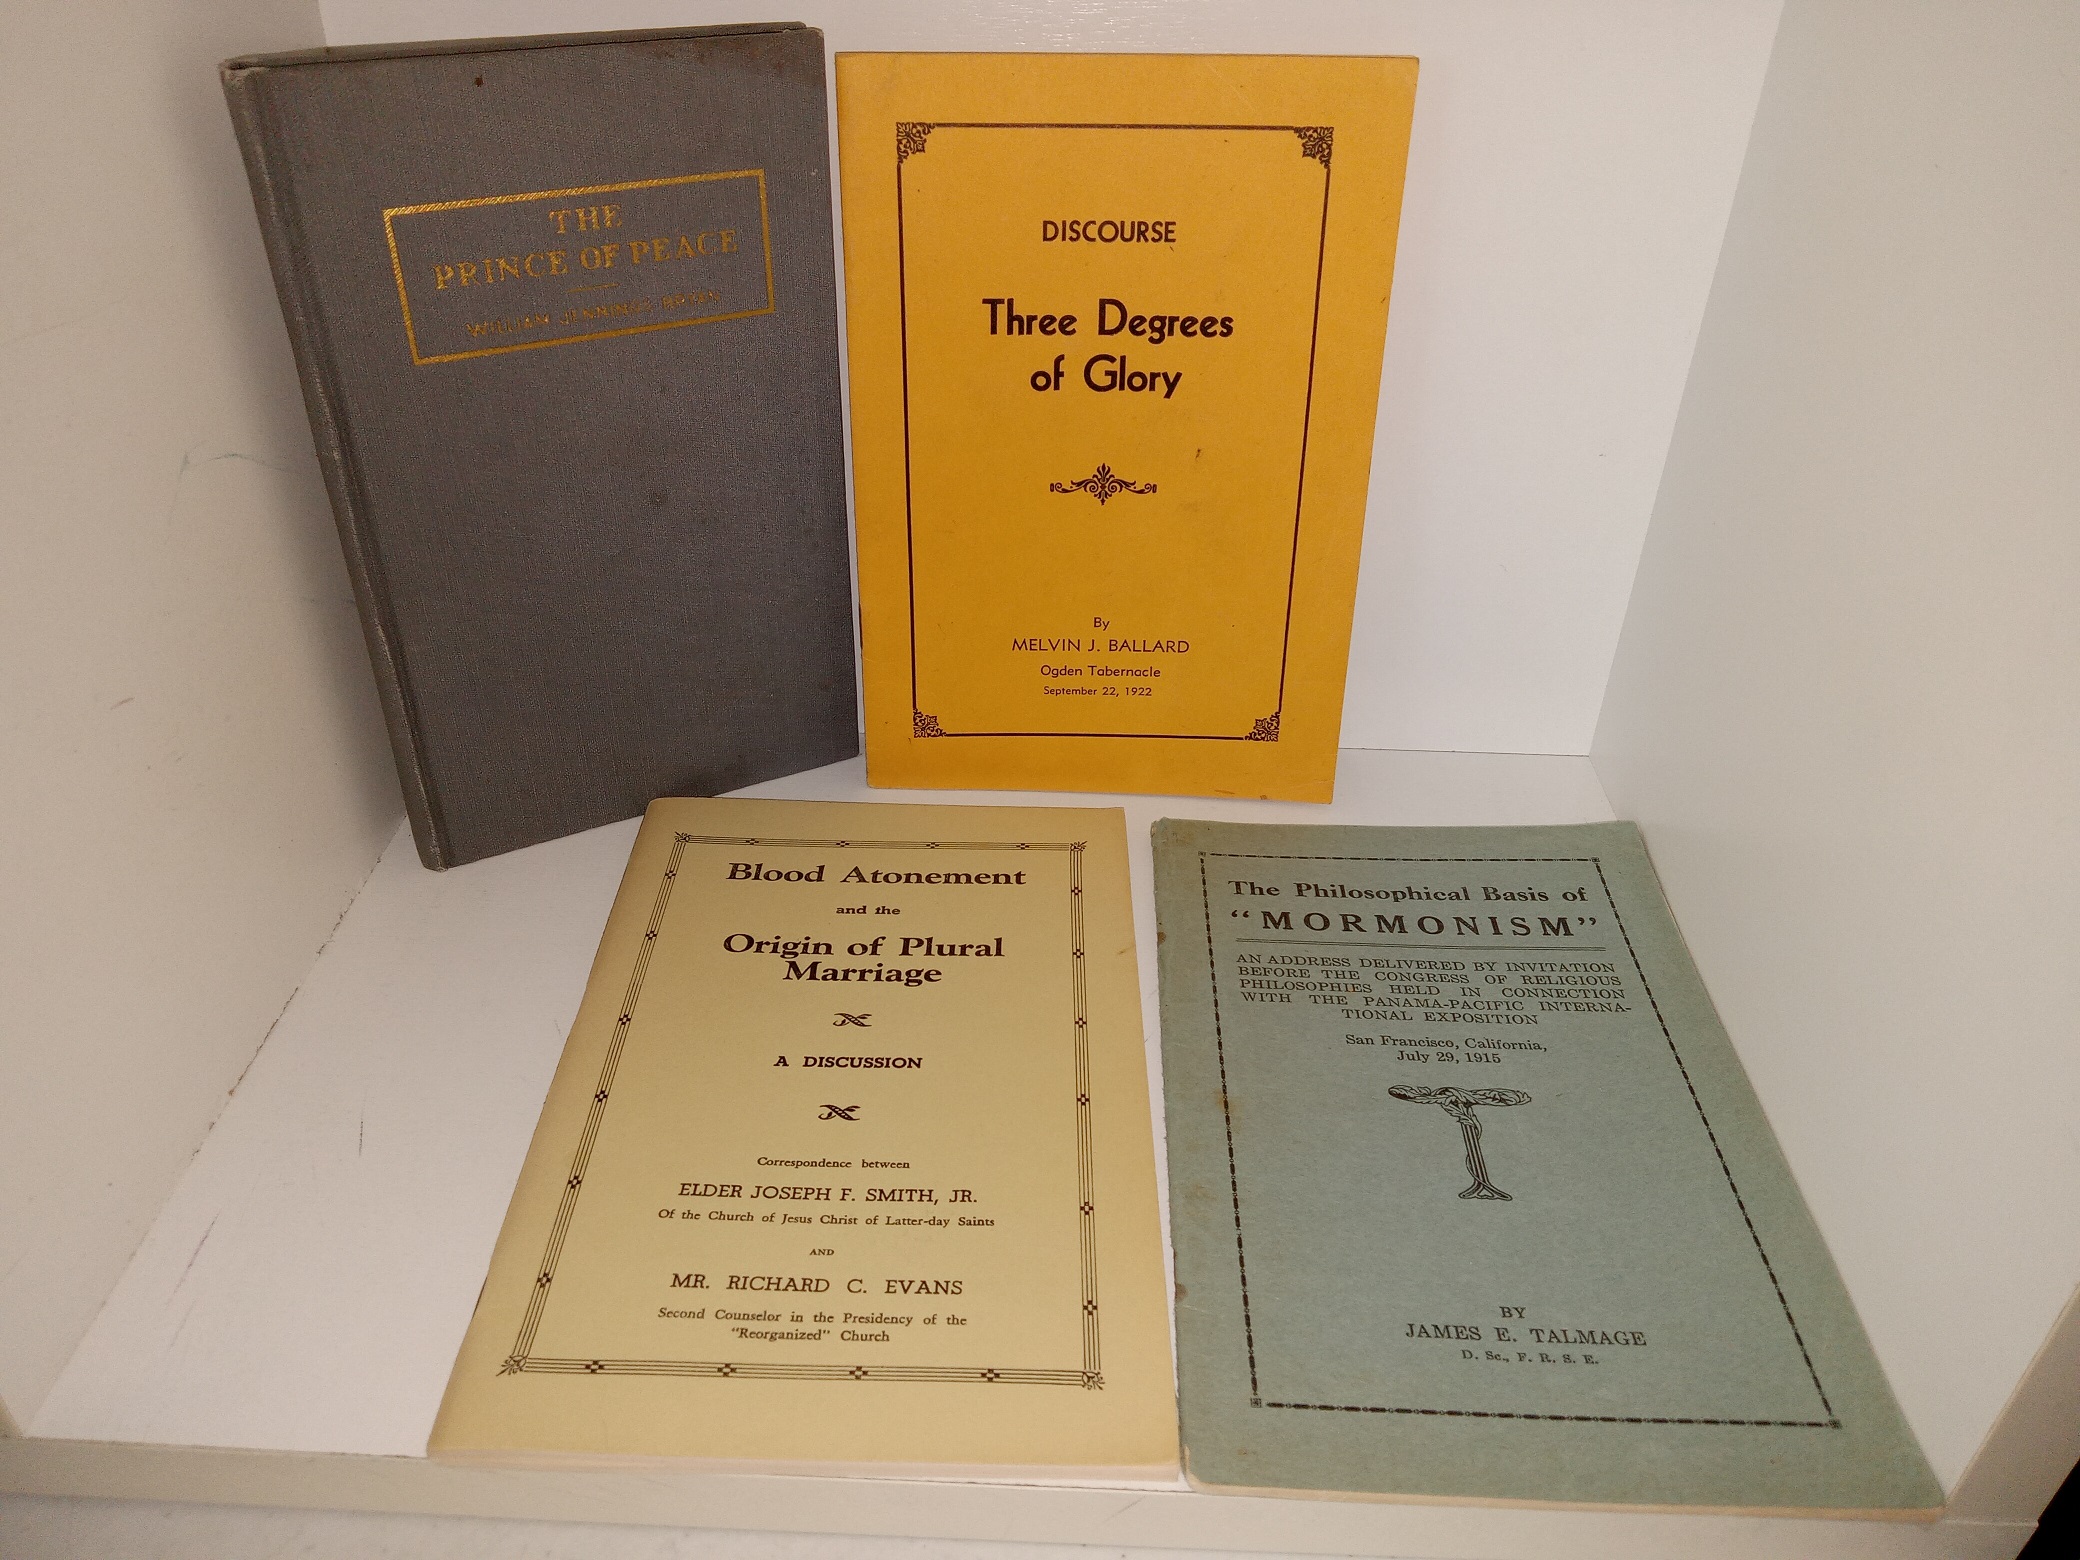 THE
PRINCE OF PEACE
WILLIAM JENNINGS BRYAN
DISCOURSE
Three Degrees
of Glory
By
MELVIN J. BALLARD
Ogden Tabernacle
September 22, 1922
Blood Atonement
and the
Origin of Plural
Marriage
A DISCUSSION
Correspondence between
ELDER JOSEPH F. SMITH, JR.
Of the Church of Jesus Christ of Latter-day Saints
AND
MR. RICHARD C. EVANS
Second Counselor in the Presidency of the
"Reorganized" Church
The Philosophical Basis of
"MORMONISM"
AN ADDRESS DELIVERED BY INVITATION
BEFORE THE CONGRESS OF RELIGIOUS
PHILOSOPHIES HELD IN CONNECTION
WITH THE PANAMA-PACIFIC INTERNA-
TIONAL EXPOSITION
San Francisco, California,
July 29, 1915
BY
JAMES E. TALMAGE
D. Sc., F. R. S. E.